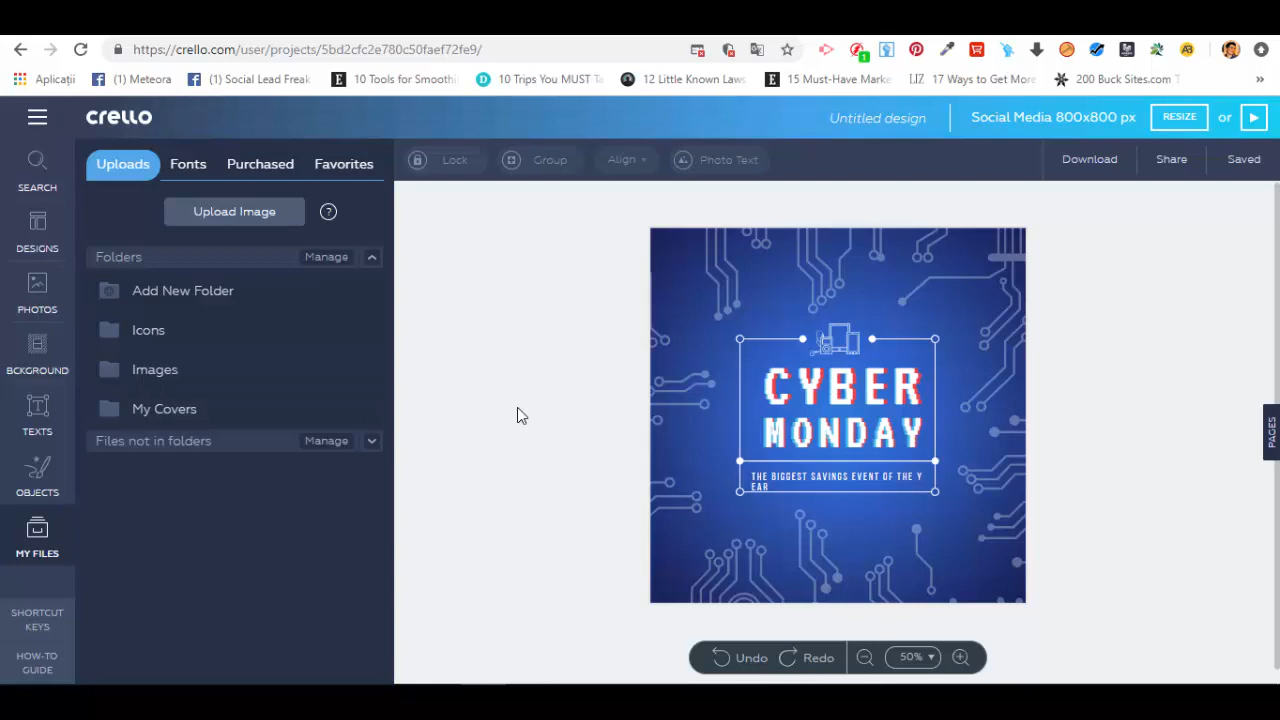 https://crello.com/user/projects/5bd2cfc2e780c50faef72fe9/
1
Aplicații
(1) Meteora
(1) Social Lead Freak
10 Tools for Smoothi
10 Trips You MUST Ta
12 Little Known Laws
15 Must-Have Marke
17 Ways to Get More
200 Buck Sites.com T
»
crello
Untitled design
Social Media 800x800 px
RESIZE
or
Uploads
Fonts
Purchased
Favorites
Lock
Group
Align
Photo Text
Download
Share
Saved
SEARCH
DESIGNS
PHOTOS
BCKGROUND
TEXTS
OBJECTS
MY FILES
SHORTCUT
KEYS
HOW-TO
GUIDE
Upload Image
?
Folders
Manage
Add New Folder
Icons
Images
My Covers
Files not in folders
Manage
CYBER
MONDAY
THE BIGGEST SAVINGS EVENT OF THE Y
EAR
PAGES
Undo
Redo
50%